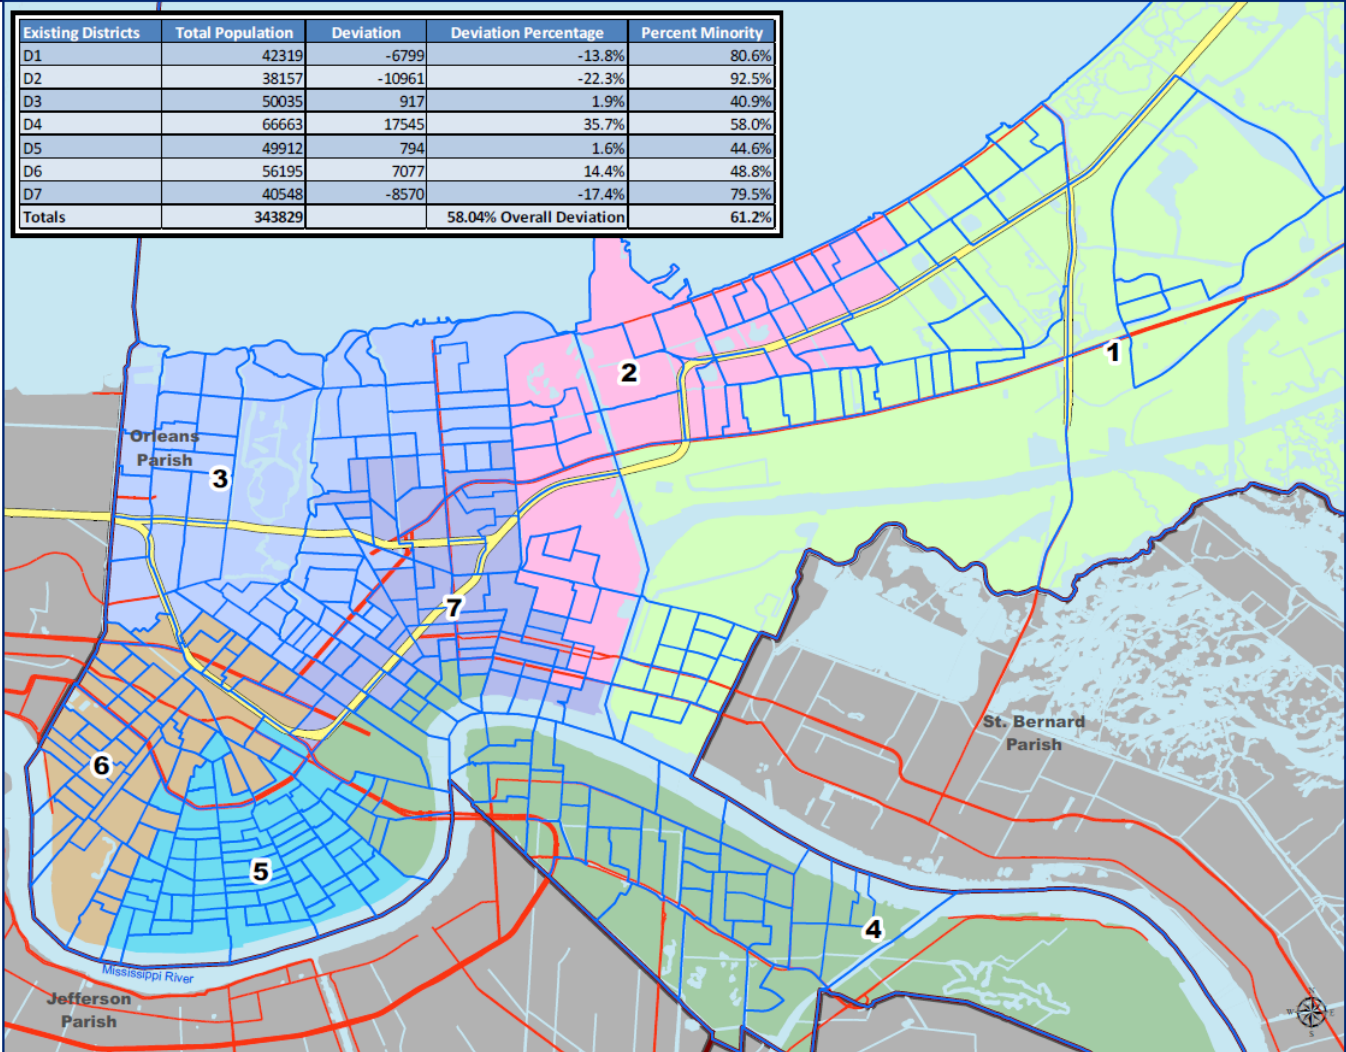 Existing Districts Total Population Deviation Deviation Percentage Percent Minority
D1 42319 -6799 -13.8% 80.6%
D2 38157 -10961 -22.3% 92.5%
D3 50035 917 1.9% 40.9%
D4 66663 17545 35.7% 58.0%
D5 49912 794 1.6% 44.6%
D6 56195 7077 14.4% 48.8%
D7 40548 -8570 -17.4% 79.5%
Totals 343829 58.04% Overall Deviation 61.2%
1
2
Orleans
Parish
3
7
St. Bernard
Parish
6
5
4
Mississippi River
Jefferson
Parish
N
W E
S